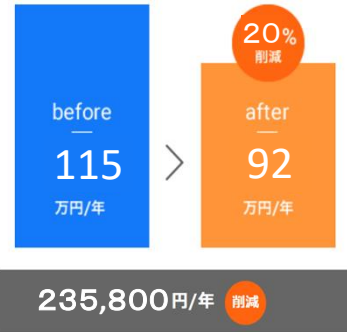 20%
削減
before
115
万円/年
>
after
92
万円/年
235,800円/年 削減